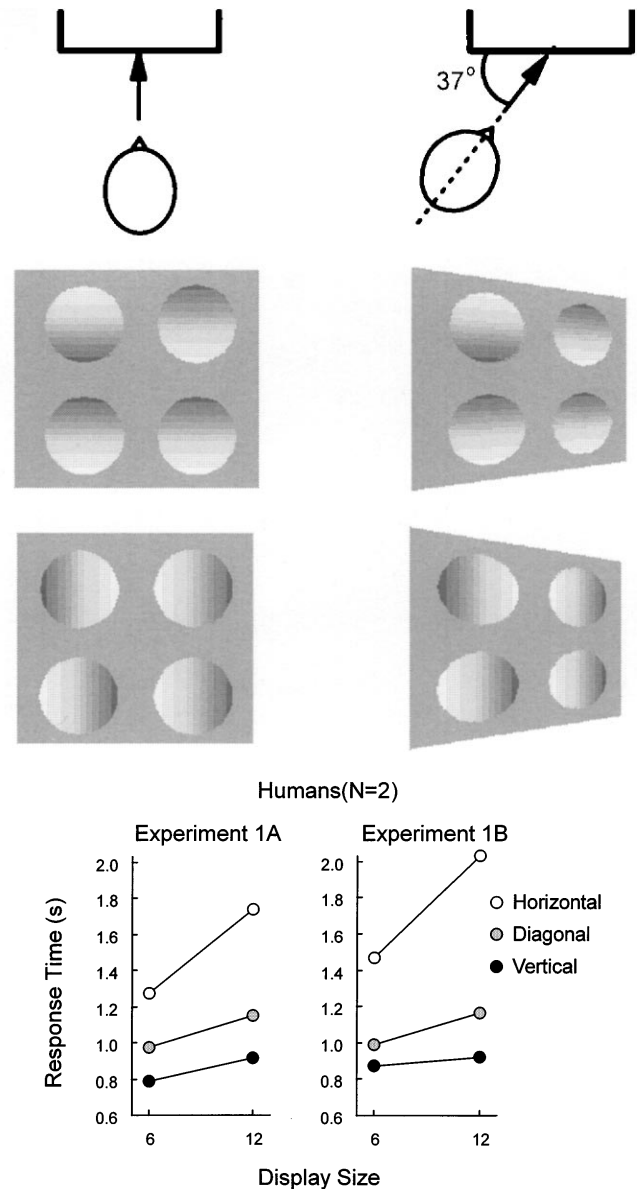 37°
Humans(N=2)
Experiment 1A
Experiment 1B
2.0
1.8
1.6
1.4
1.2
1.0
0.8
0.6
6
12
2.0
1.8
1.6
1.4
1.2
1.0
0.8
0.6
6
12
Horizontal
Diagonal
Vertical
Response Time (s)
Display Size